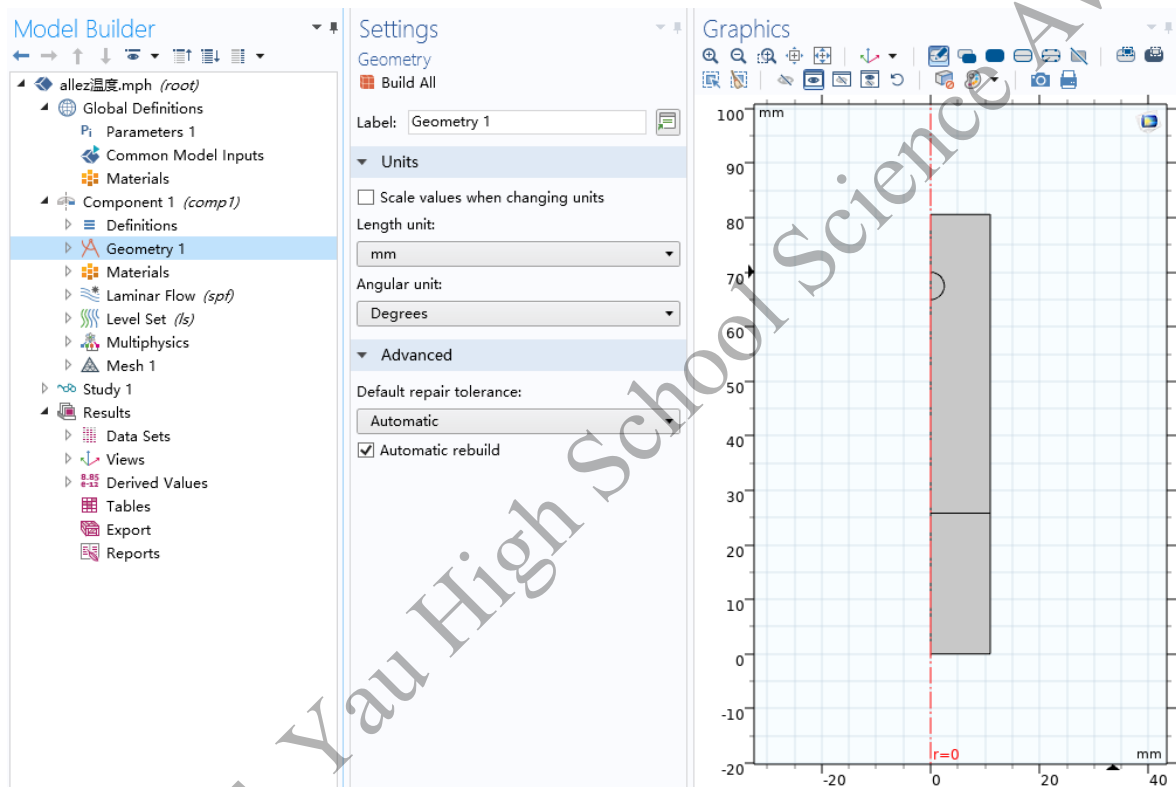 Model Builder
allez温度.mph (root)
Global Definitions
Pi Parameters 1
Common Model Inputs
Materials
Component 1 (comp1)
Definitions
Geometry 1
Materials
Laminar Flow (spf)
Level Set (ls)
Multiphysics
Mesh 1
Study 1
Results
Data Sets
Views
8.85
e-12
Derived Values
Tables
Export
Reports
Settings
Geometry
Build All
Label: Geometry 1
Units
Scale values when changing units
Length unit:
mm
Angular unit:
Degrees
Advanced
Default repair tolerance:
Automatic
Automatic rebuild
Graphics
100
mm
90
80
70
60
50
40
30
20
10
0
-10
-20
r=0
mm
-20
0
20
40
Yau High School Science